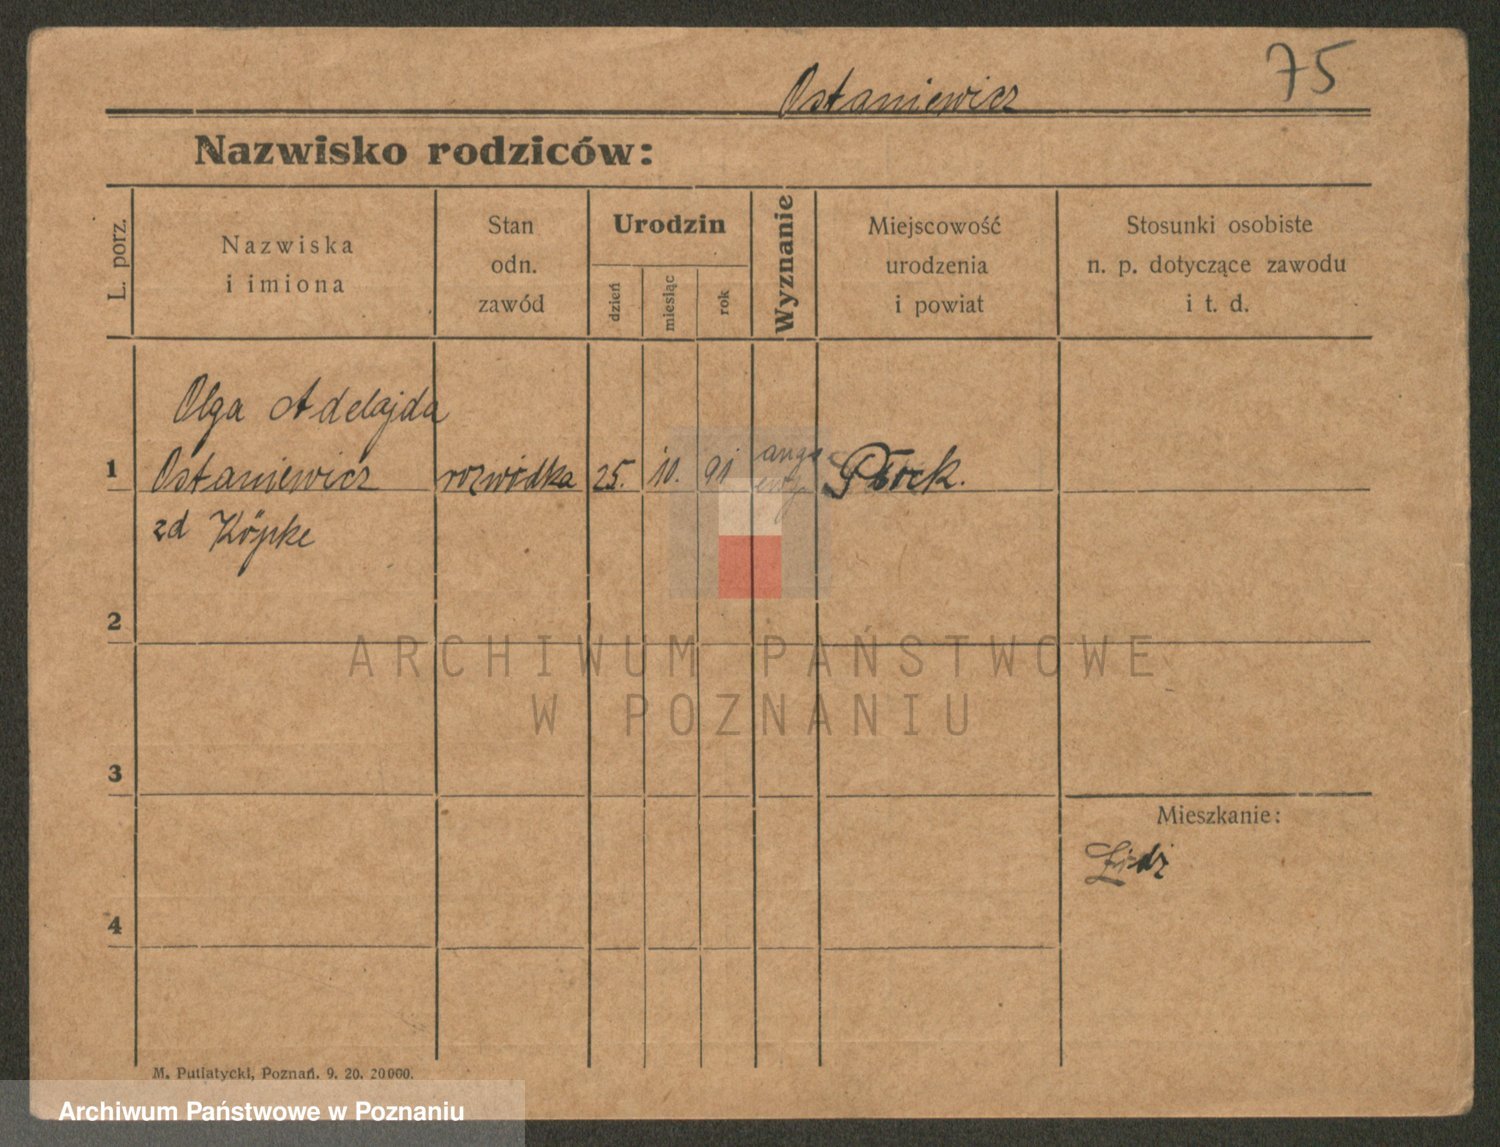 75
Ostaniewicz
Nazwisko rodziców:
L. porz.
Nazwiska
i imiona
Stan
odn.
zawód
Urodzin
dzień
miesiąc
rok
Wyznanie
Miejscowość
urodzenia
i powiat
Stosunki osobiste
n. p. dotyczące zawodu
i t. d.
Olga Adelajda
1 Ostaniewicz rozwódka 25. 10. 91 Płock.
zd Köpke
2
3
4
Mieszkanie:
ARCHIWUM PAŃSTWOWE
W POZNANIU
M. Putiatycki, Poznań. 9. 20. 20000.
Archiwum Państwowe w Poznaniu